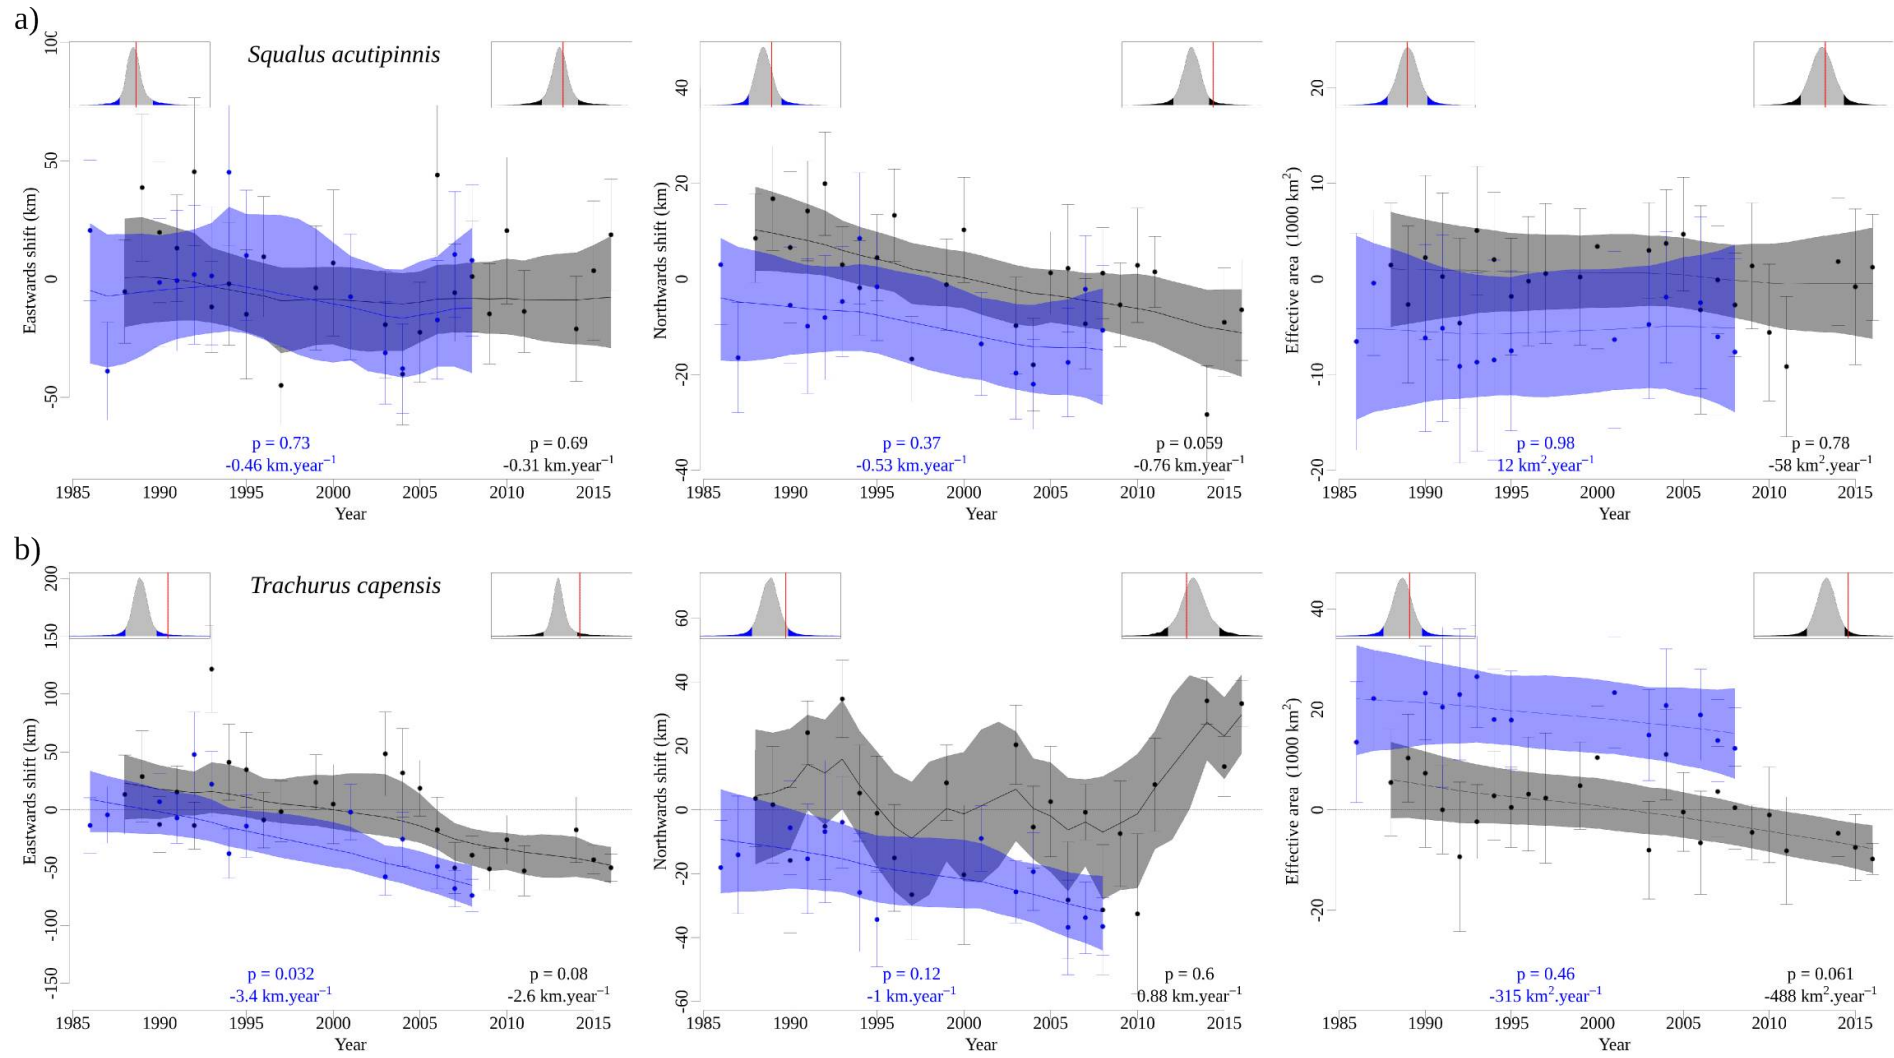 a)
Squalus acutipinnis
Eastwards shift (km)
100
50
0
-50
p = 0.73
-0.46 km.year⁻¹
p = 0.69
-0.31 km.year⁻¹
1985 1990 1995 2000 2005 2010 2015
Year
Northwards shift (km)
40
20
0
-20
-40
p = 0.37
-0.53 km.year⁻¹
p = 0.059
-0.76 km.year⁻¹
1985 1990 1995 2000 2005 2010 2015
Year
Effective area (1000 km²)
20
10
0
-10
-20
p = 0.98
12 km².year⁻¹
p = 0.78
-58 km².year⁻¹
1985 1990 1995 2000 2005 2010 2015
Year
b)
Trachurus capensis
Eastwards shift (km)
200
150
100
50
0
-50
-100
-150
p = 0.032
-3.4 km.year⁻¹
p = 0.08
-2.6 km.year⁻¹
1985 1990 1995 2000 2005 2010 2015
Year
Northwards shift (km)
60
40
20
0
-20
-40
-60
p = 0.12
-1 km.year⁻¹
p = 0.6
0.88 km.year⁻¹
1985 1990 1995 2000 2005 2010 2015
Year
Effective area (1000 km²)
40
20
0
-20
p = 0.46
-315 km².year⁻¹
p = 0.061
-488 km².year⁻¹
1985 1990 1995 2000 2005 2010 2015
Year